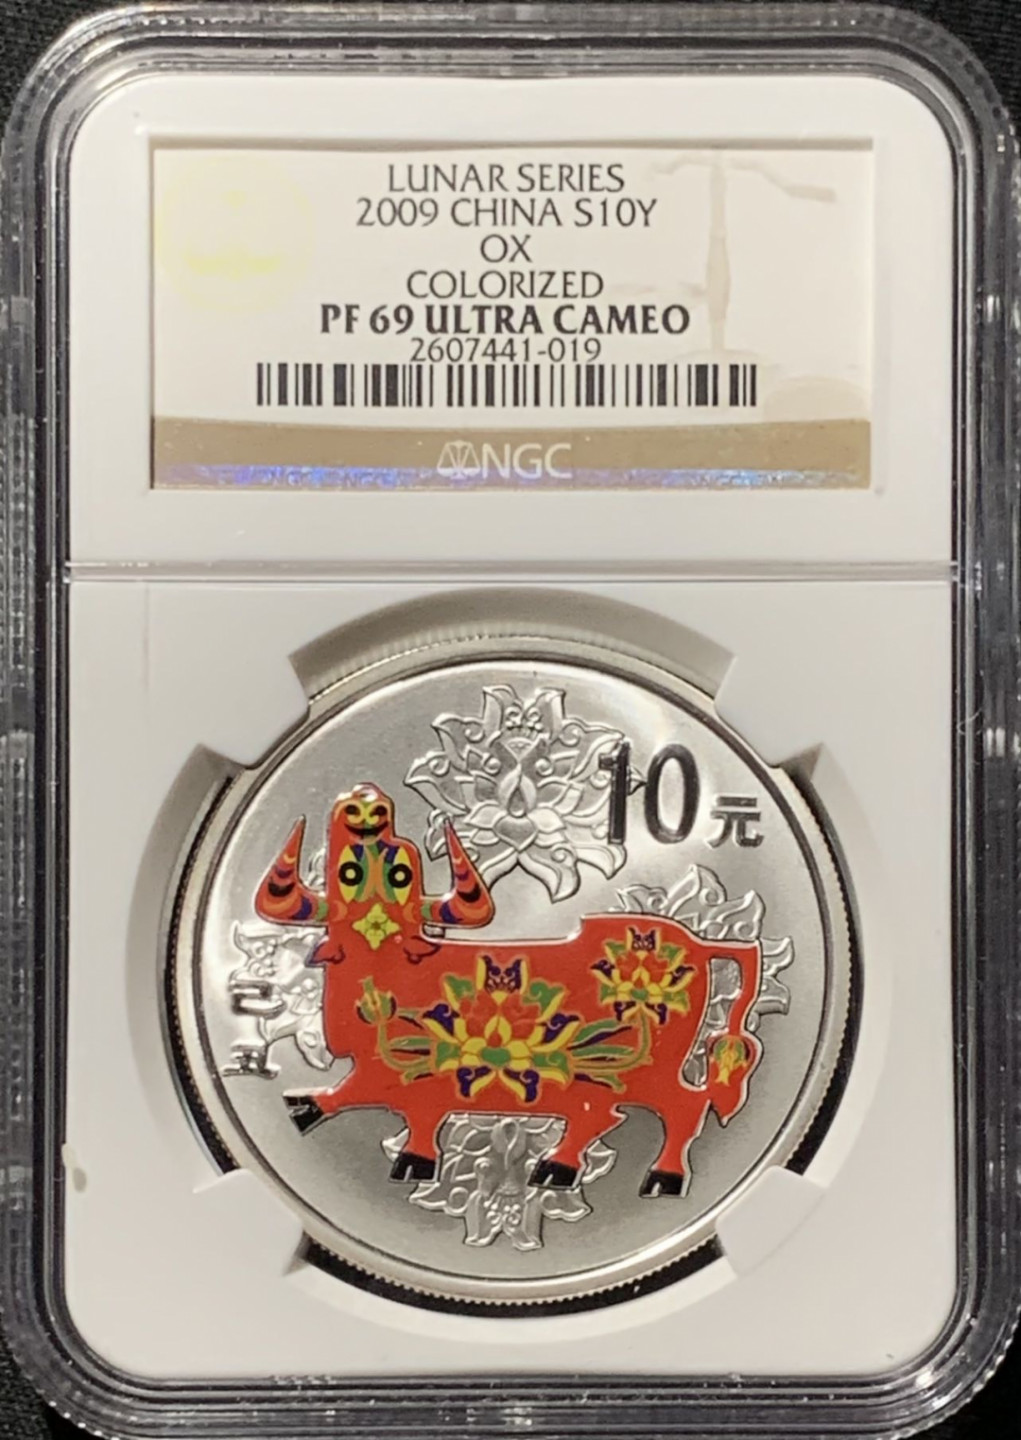 LUNAR SERIES
2009 CHINA S10Y
OX
COLORIZED
PF 69 ULTRA CAMEO
2607441-019
NGC
10元
己丑